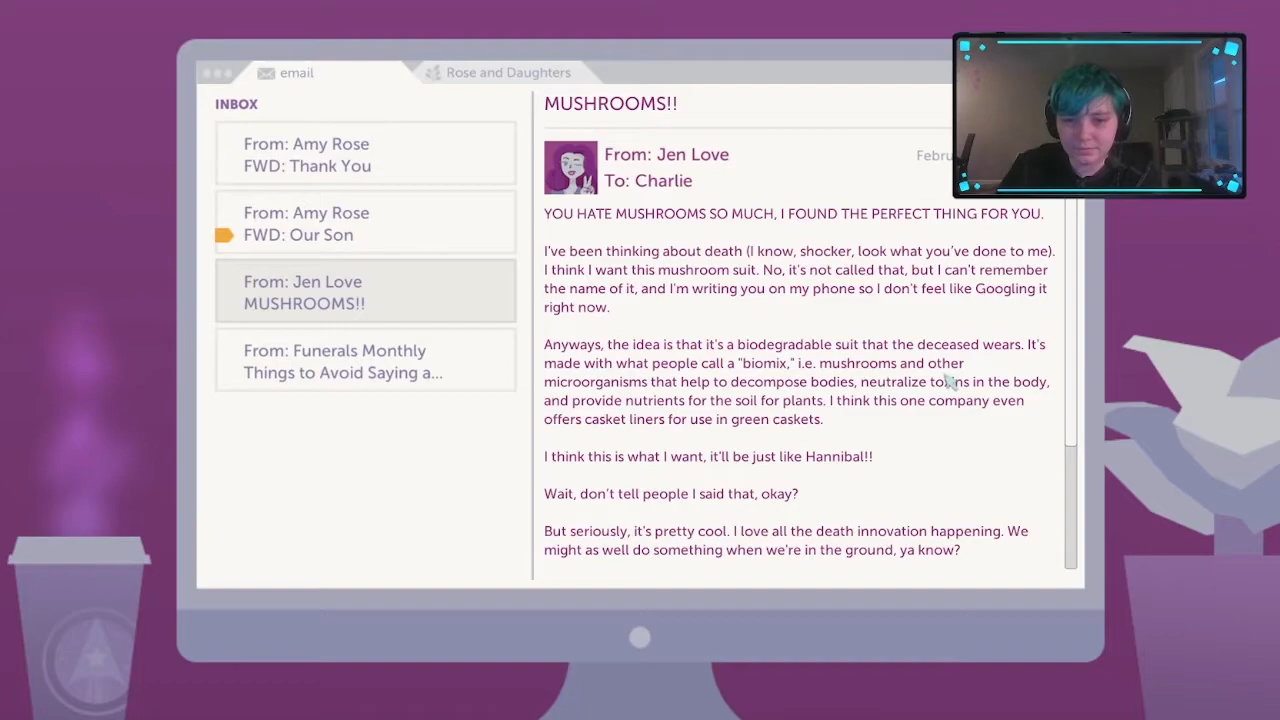 email
Rose and Daughters
INBOX
From: Amy Rose
FWD: Thank You
From: Amy Rose
FWD: Our Son
From: Jen Love
MUSHROOMS!!
From: Funerals Monthly
Things to Avoid Saying a...
MUSHROOMS!!
From: Jen Love
Febru
To: Charlie
YOU HATE MUSHROOMS SO MUCH, I FOUND THE PERFECT THING FOR YOU.
I've been thinking about death (I know, shocker, look what you've done to me).
I think I want this mushroom suit. No, it's not called that, but I can't remember
the name of it, and I'm writing you on my phone so I don't feel like Googling it
right now.
Anyways, the idea is that it's a biodegradable suit that the deceased wears. It's
made with what people call a "biomix," i.e. mushrooms and other
microorganisms that help to decompose bodies, neutralize toxins in the body,
and provide nutrients for the soil for plants. I think this one company even
offers casket liners for use in green caskets.
I think this is what I want, it'll be just like Hannibal!!
Wait, don't tell people I said that, okay?
But seriously, it's pretty cool. I love all the death innovation happening. We
might as well do something when we're in the ground, ya know?